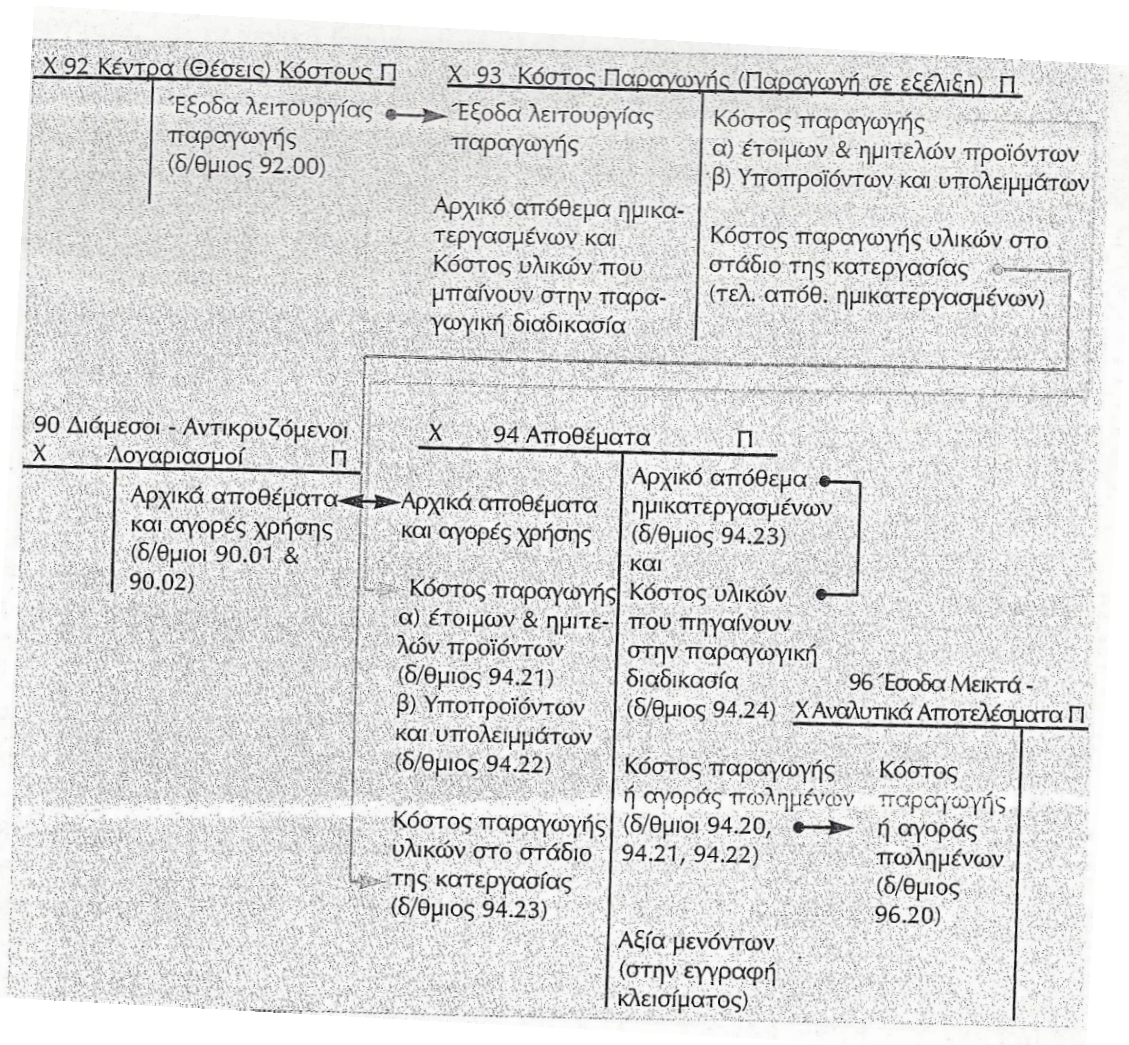 Χ 92 Κέντρα (Θέσεις) Κόστους Π
Έξοδα λειτουργίας
παραγωγής
(δ/θμιος 92.00)
Χ 93 Κόστος Παραγωγής (Παραγωγή σε εξέλιξη) Π
Έξοδα λειτουργίας
παραγωγής
Αρχικό απόθεμα ημικα-
τεργασμένων και
Κόστος υλικών που
μπαίνουν στην παρα-
γωγική διαδικασία
Κόστος παραγωγής
α) έτοιμων & ημιτελών προϊόντων
β) Υποπροϊόντων και υπολειμμάτων
Κόστος παραγωγής υλικών στο
στάδιο της κατεργασίας
(τελ. απόθ. ημικατεργασμένων)
90 Διάμεσοι - Αντικρυζόμενοι
Χ Λογαριασμοί Π
Αρχικά αποθέματα
και αγορές χρήσης
(δ/θμιοι 90.01 &
90.02)
Χ 94 Αποθέματα Π
Αρχικά αποθέματα
και αγορές χρήσης
Κόστος παραγωγής
α) έτοιμων & ημιτε-
λών προϊόντων
(δ/θμιος 94.21)
β) Υποπροϊόντων
και υπολειμμάτων
(δ/θμιος 94.22)
Κόστος παραγωγής
υλικών στο στάδιο
της κατεργασίας
(δ/θμιος 94.23)
Αρχικό απόθεμα
ημικατεργασμένων
(δ/θμιος 94.23)
και
Κόστος υλικών
που πηγαίνουν
στην παραγωγική
διαδικασία
(δ/θμιος 94.24)
Κόστος παραγωγής
ή αγοράς πωλημένων
(δ/θμιοι 94.20,
94.21, 94.22)
Αξία μενόντων
(στην εγγραφή
κλεισίματος)
96 Έσοδα Μεικτά -
Χ Αναλυτικά Αποτελέσματα Π
Κόστος
παραγωγής
ή αγοράς
πωλημένων
(δ/θμιος
96.20)